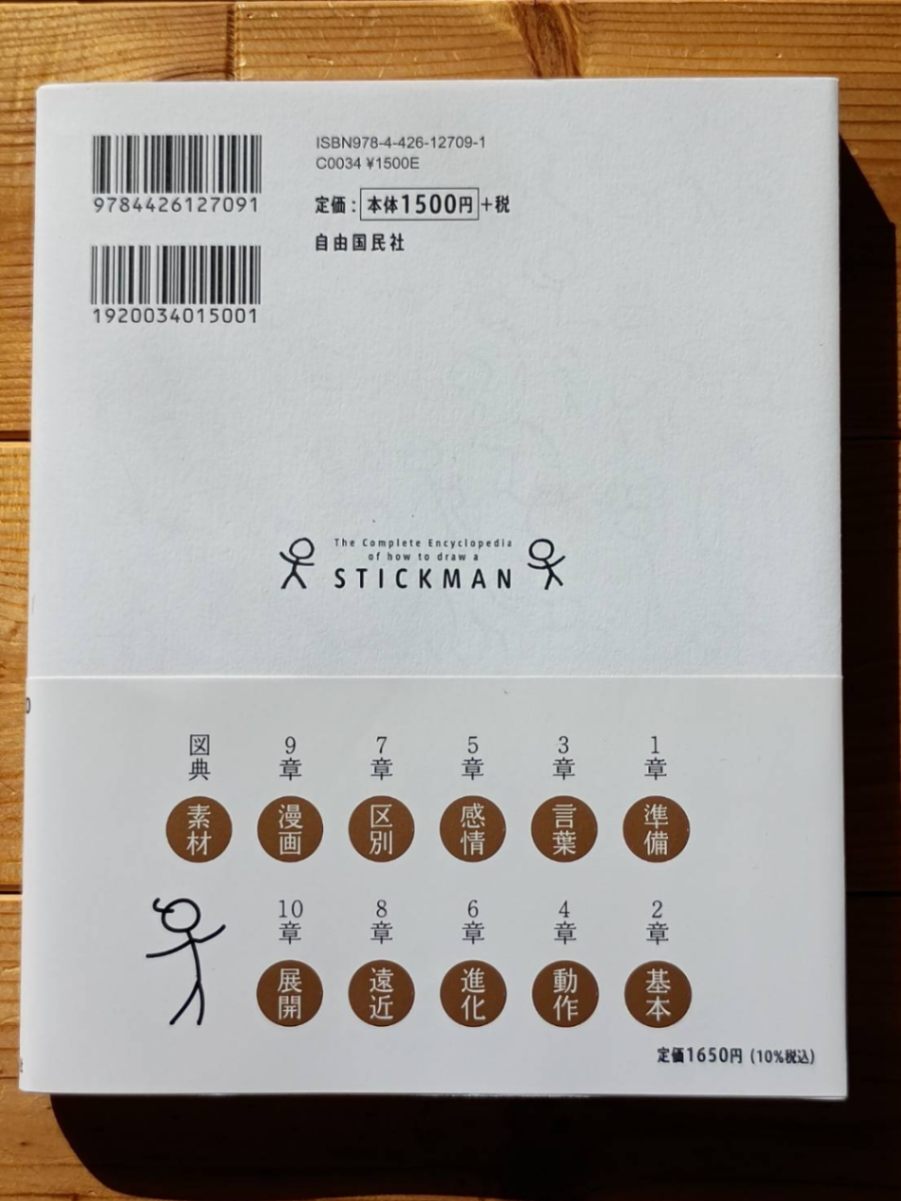 ISBN978-4-426-12709-1
C0034 ¥1500E
9784426127091
定価：本体1500円＋税
自由国民社
1920034015001
The Complete Encyclopedia
of how to draw a
STICKMAN
1章
準備
2章
基本
3章
言葉
4章
動作
5章
感情
6章
進化
7章
区別
8章
遠近
9章
漫画
10章
展開
図典
素材
定価1650円（10%税込）